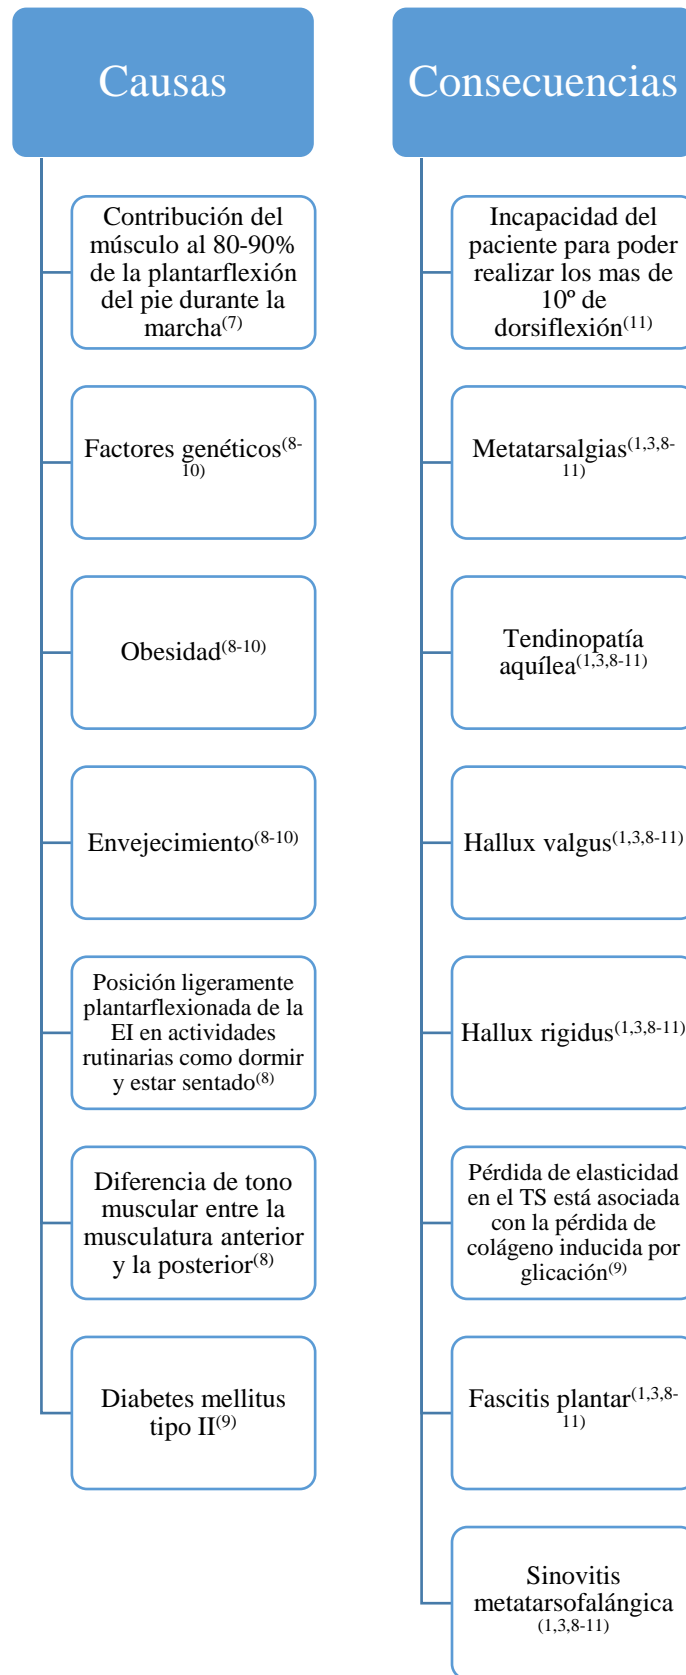 Causas
Contribución del
músculo al 80-90%
de la plantarflexión
del pie durante la
marcha(7)
Factores genéticos(8-
10)
Obesidad(8-10)
Envejecimiento(8-10)
Posición ligeramente
plantarflexionada de la
EI en actividades
rutinarias como dormir
y estar sentado(8)
Diferencia de tono
muscular entre la
musculatura anterior
y la posterior(8)
Diabetes mellitus
tipo II(9)
Consecuencias
Incapacidad del
paciente para poder
realizar los mas de
10º de
dorsiflexión(11)
Metatarsalgias(1,3,8-
11)
Tendinopatía
aquílea(1,3,8-11)
Hallux valgus(1,3,8-11)
Hallux rigidus(1,3,8-11)
Pérdida de elasticidad
en el TS está asociada
con la pérdida de
colágeno inducida por
glicación(9)
Fascitis plantar(1,3,8-
11)
Sinovitis
metatarsofalángica
(1,3,8-11)